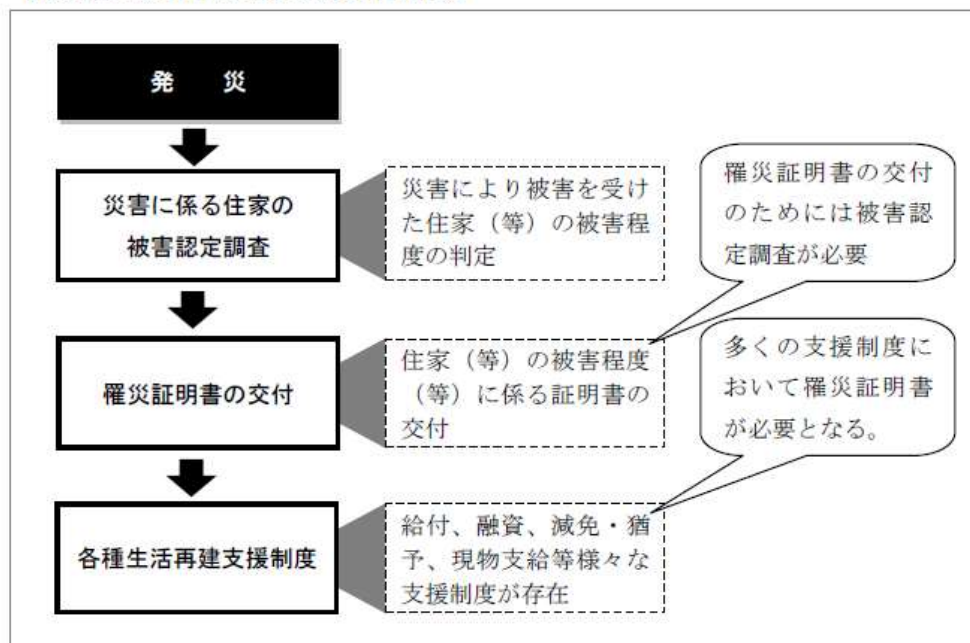 発　災
災害に係る住家の
被害認定調査
災害により被害を受け
た住家（等）の被害程
度の判定
罹災証明書の交付
のためには被害認
定調査が必要
罹災証明書の交付
住家（等）の被害程度
（等）に係る証明書の
交付
多くの支援制度に
おいて罹災証明書
が必要となる。
各種生活再建支援制度
給付、融資、減免・猶
予、現物支給等様々な
支援制度が存在